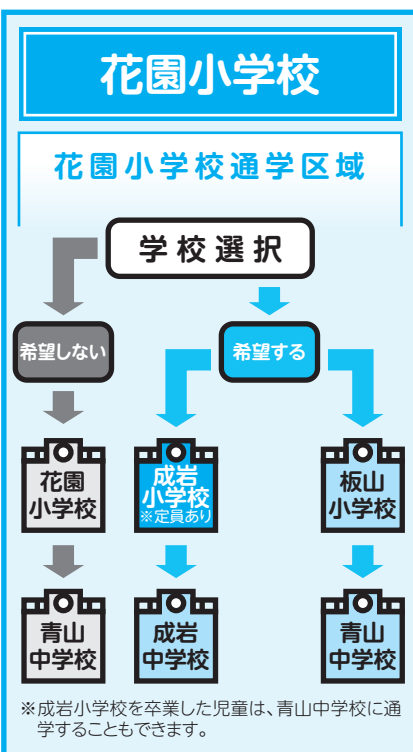 花園小学校
花園小学校通学区域
学校選択
希望しない
希望する
花園
小学校
成岩
小学校
※定員あり
板山
小学校
青山
中学校
成岩
中学校
青山
中学校
※成岩小学校を卒業した児童は、青山中学校に通
学することもできます。